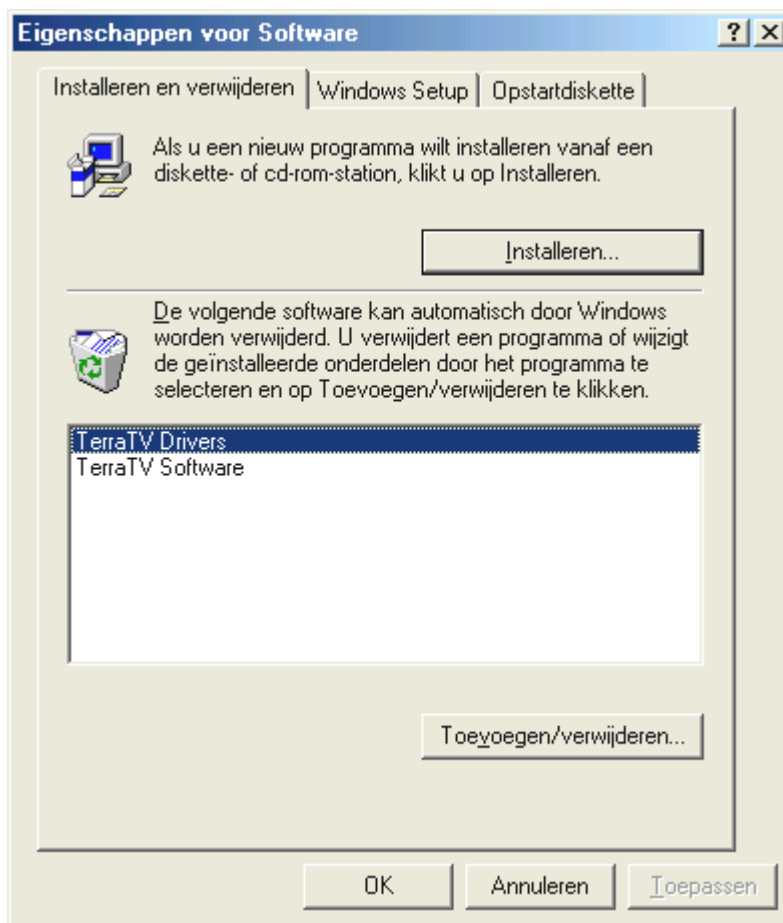 Eigenschappen voor Software
Installeren en verwijderen
Windows Setup
Opstartdiskette
Als u een nieuw programma wilt installeren vanaf een
diskette- of cd-rom-station, klikt u op Installeren.
Installeren...
De volgende software kan automatisch door Windows
worden verwijderd. U verwijdert een programma of wijzigt
de geïnstalleerde onderdelen door het programma te
selecteren en op Toevoegen/verwijderen te klikken.
TerraTV Drivers
TerraTV Software
Toevoegen/verwijderen...
OK
Annuleren
Toepassen